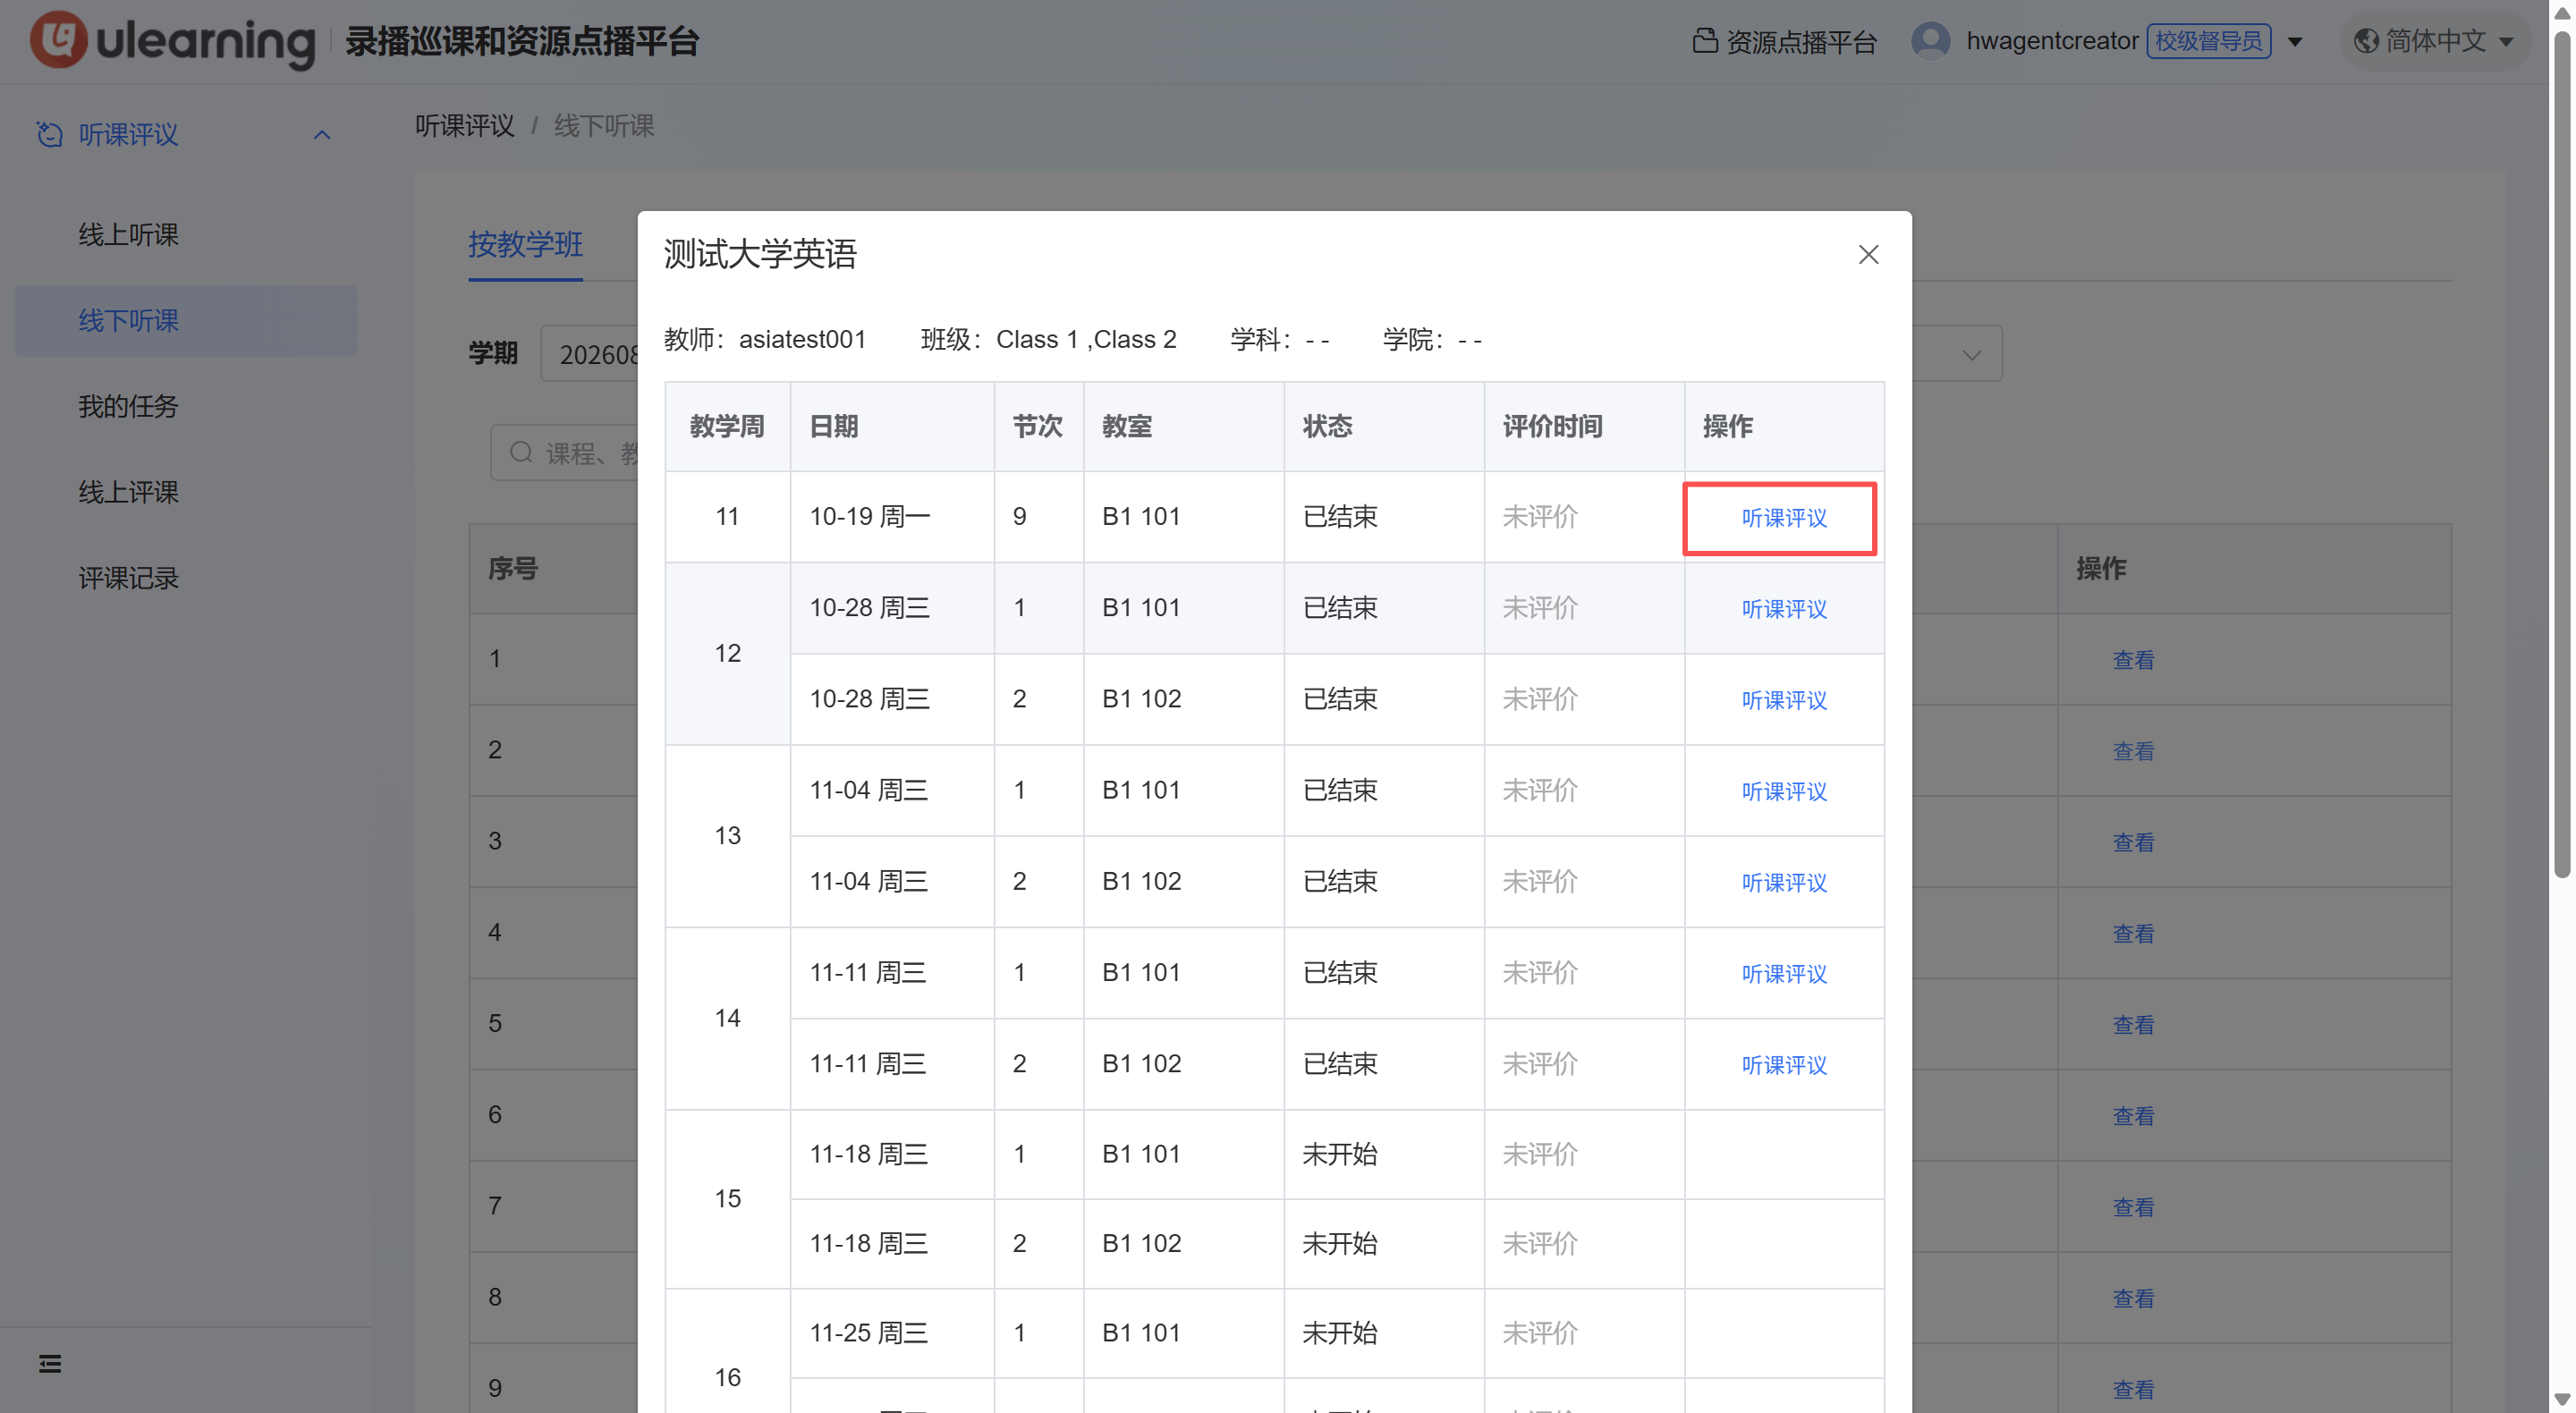 ulearning 录播巡课和资源点播平台 资源点播平台 hwagentcreator 校级督导员 简体中文
听课评议
线上听课
线下听课
我的任务
线上评课
评课记录
听课评议 / 线下听课
按教学班
学期 202608
课程、教
序号 操作
1 查看
2 查看
3 查看
4 查看
5 查看
6 查看
7 查看
8 查看
9 查看
测试大学英语
教师：asiatest001 班级：Class 1 ,Class 2 学科：- - 学院：- -
教学周 日期 节次 教室 状态 评价时间 操作
11 10-19 周一 9 B1 101 已结束 未评价 听课评议
12 10-28 周三 1 B1 101 已结束 未评价 听课评议
10-28 周三 2 B1 102 已结束 未评价 听课评议
13 11-04 周三 1 B1 101 已结束 未评价 听课评议
11-04 周三 2 B1 102 已结束 未评价 听课评议
14 11-11 周三 1 B1 101 已结束 未评价 听课评议
11-11 周三 2 B1 102 已结束 未评价 听课评议
15 11-18 周三 1 B1 101 未开始 未评价
11-18 周三 2 B1 102 未开始 未评价
16 11-25 周三 1 B1 101 未开始 未评价